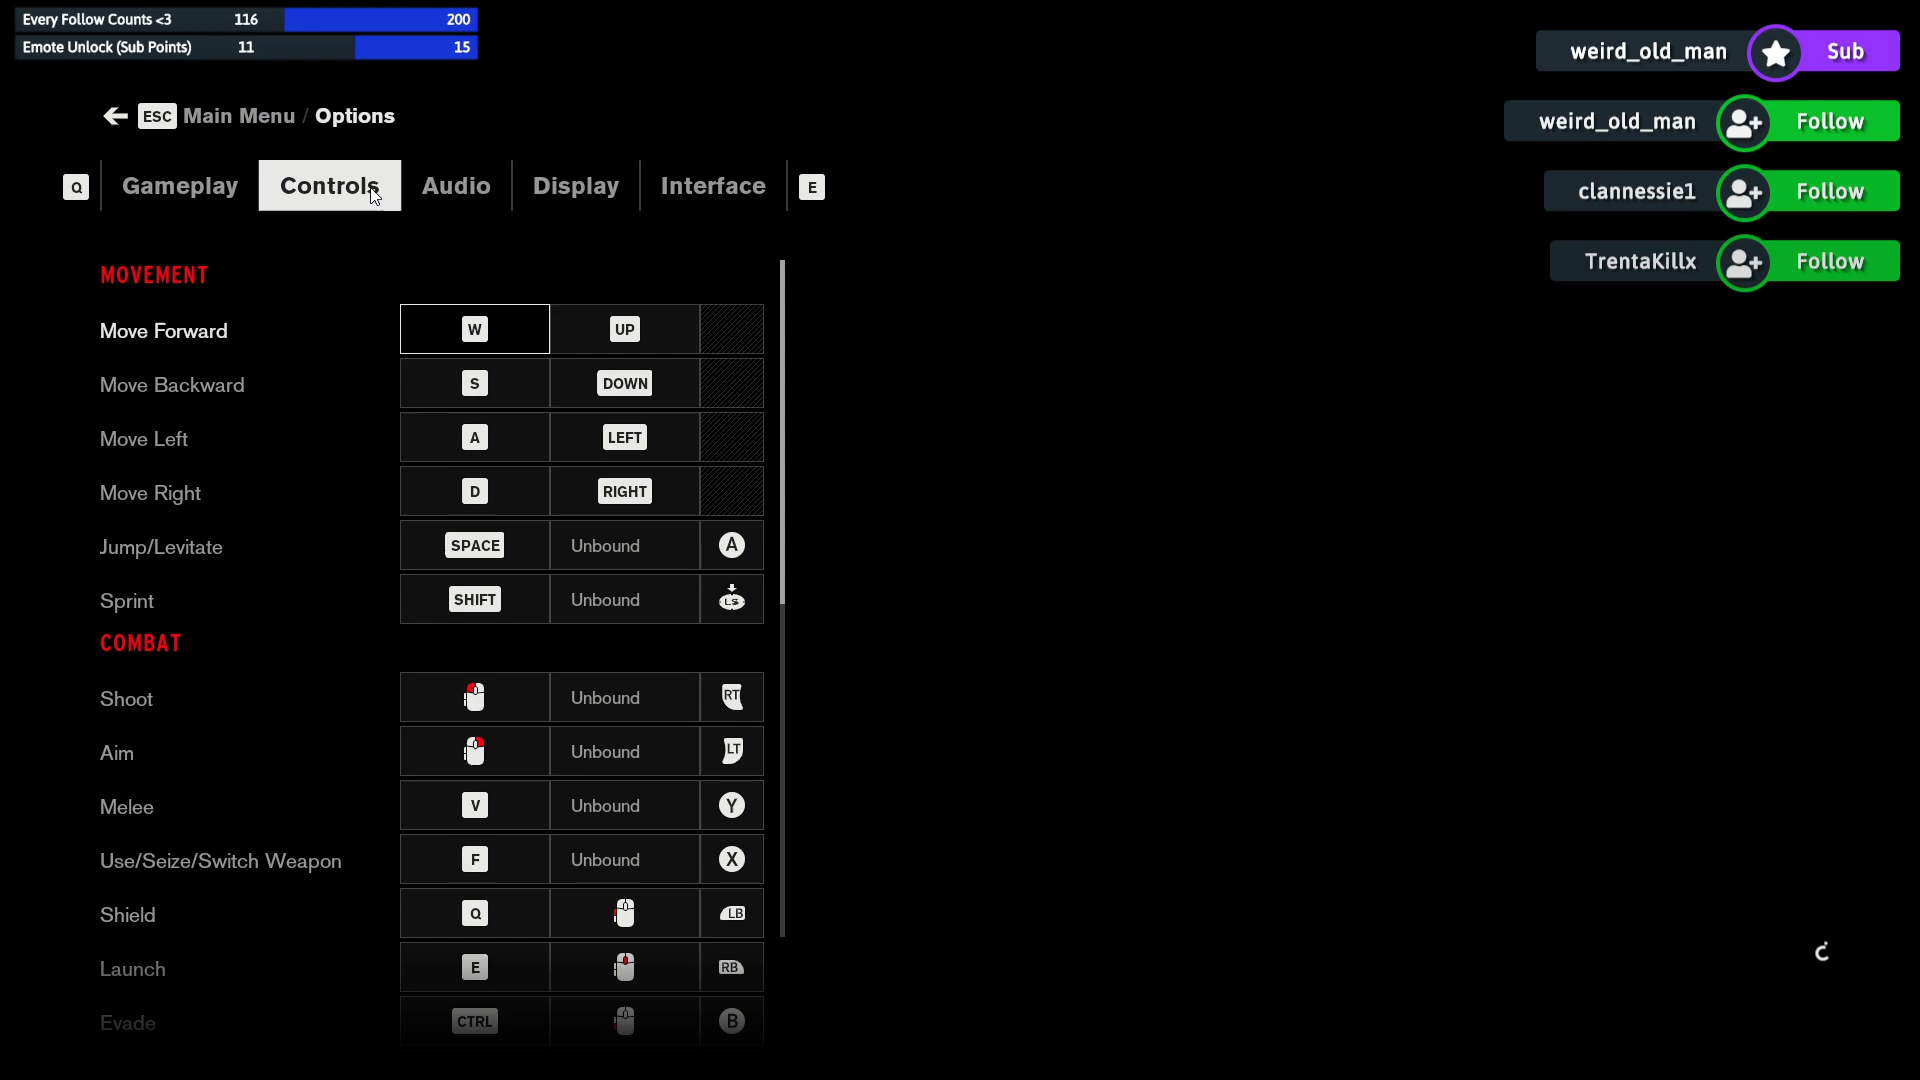 Every Follow Counts <3 116 200
Emote Unlock (Sub Points) 11 15
weird_old_man Sub
weird_old_man Follow
clannessie1 Follow
TrentaKillx Follow
ESC Main Menu / Options
Q Gameplay Controls Audio Display Interface E
MOVEMENT
Move Forward W UP
Move Backward S DOWN
Move Left A LEFT
Move Right D RIGHT
Jump/Levitate SPACE Unbound A
Sprint SHIFT Unbound LS
COMBAT
Shoot Unbound RT
Aim Unbound LT
Melee V Unbound Y
Use/Seize/Switch Weapon F Unbound X
Shield Q LB
Launch E RB
Evade CTRL B